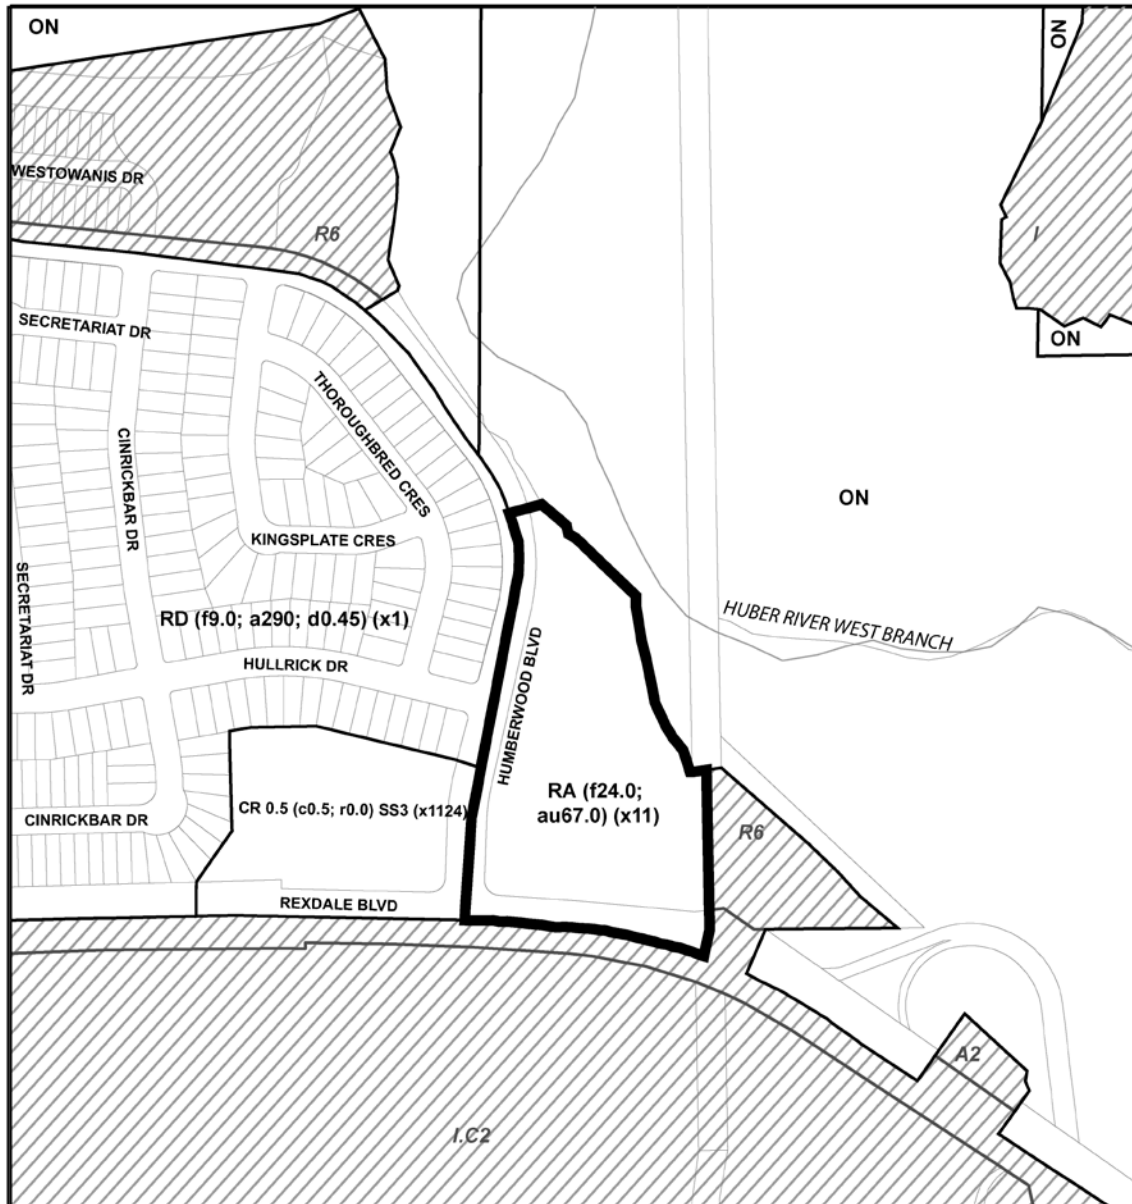 ON
ON
WESTOWANIS DR
R6
I
SECRETARIAT DR
ON
THOROUGHBRED CRES
CINRICKBAR DR
ON
KINGSPLATE CRES
SECRETARIAT DR
RD (f9.0; a290; d0.45) (x1)
HUBER RIVER WEST BRANCH
HULLRICK DR
HUMBERWOOD BLVD
RA (f24.0;
au67.0) (x11)
CR 0.5 (c0.5; r0.0) SS3 (x1124)
CINRICKBAR DR
R6
REXDALE BLVD
A2
I.C2